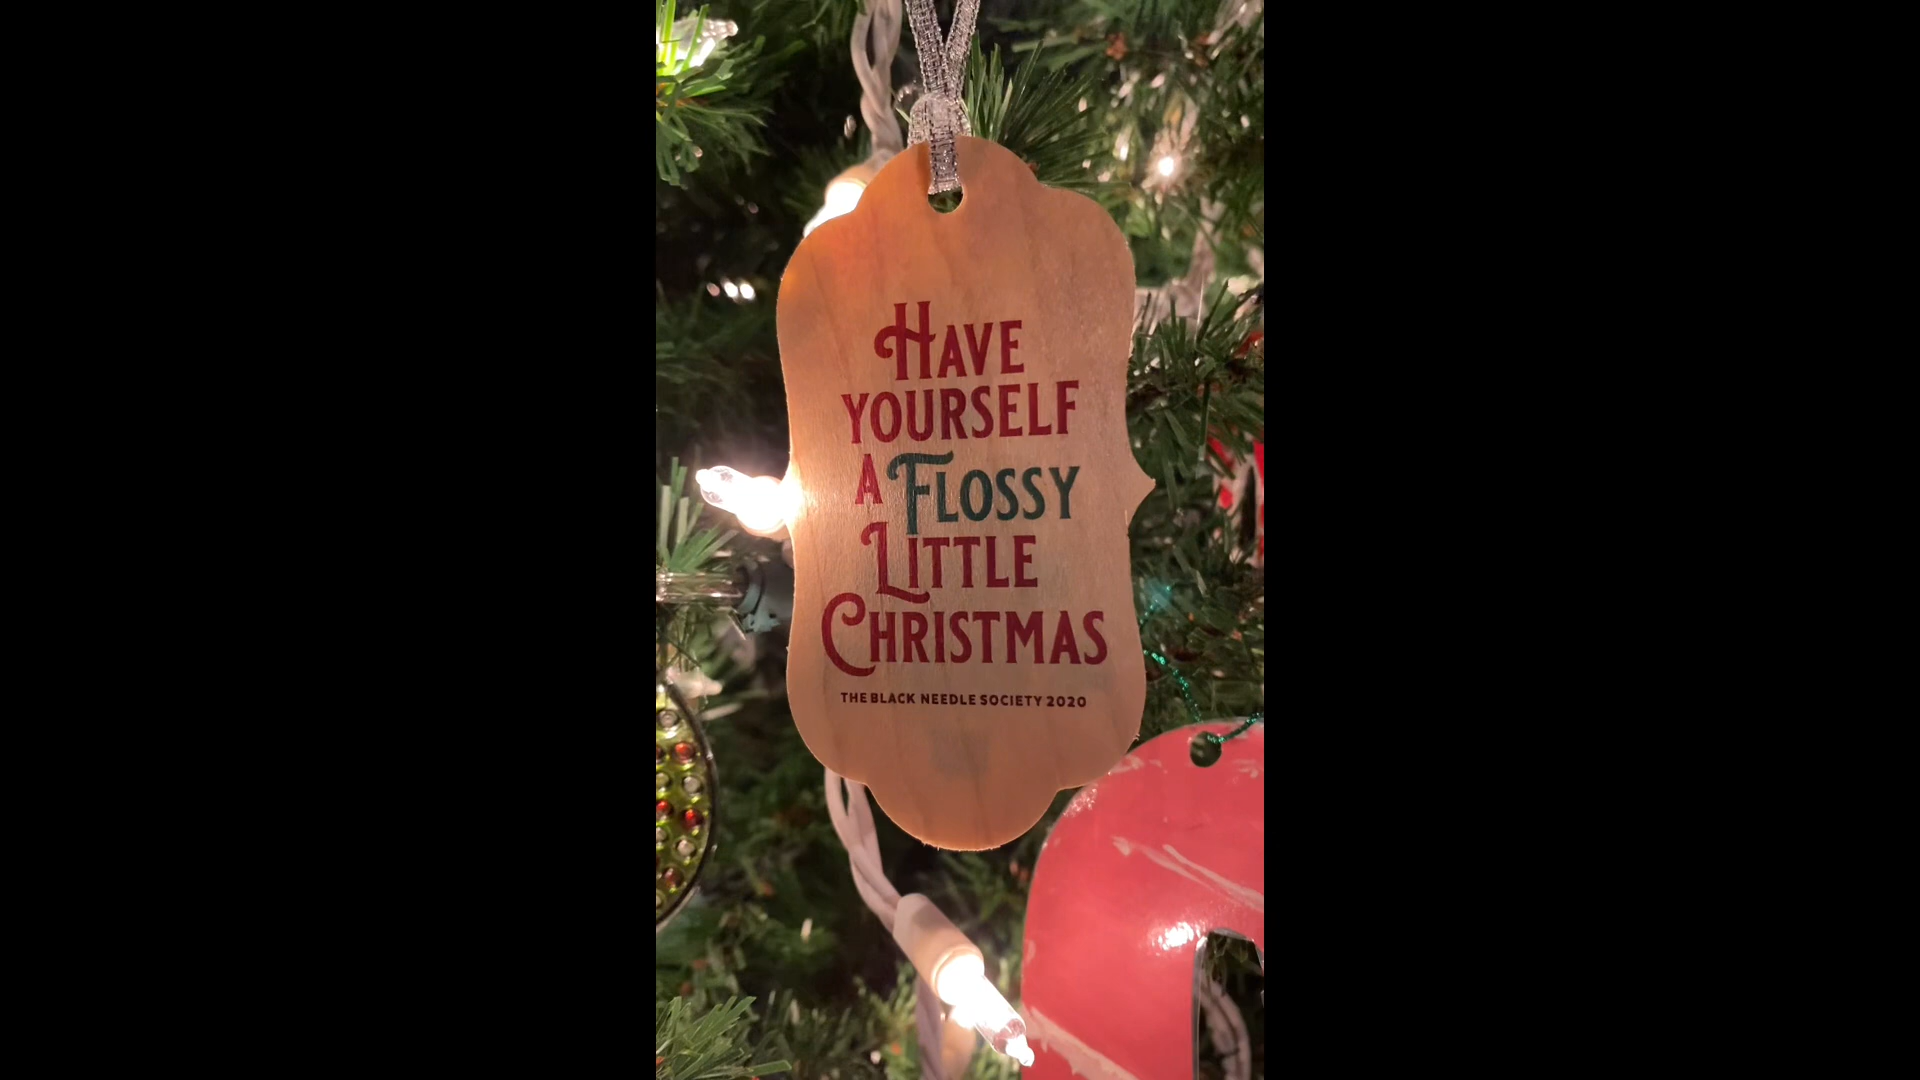 HAVE
YOURSELF
A FLOSSY
LITTLE
CHRISTMAS
THE BLACK NEEDLE SOCIETY 2020